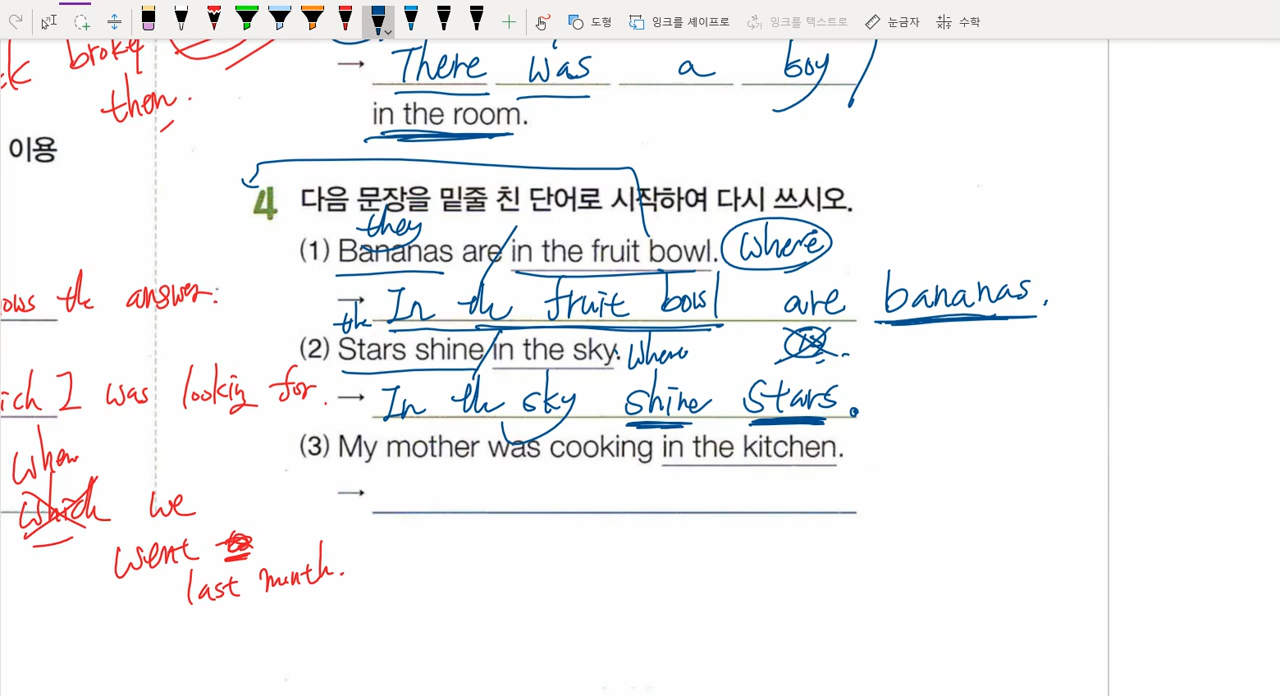 도형 잉크를 셰이프로 잉크를 텍스트로 눈금자 수학
broke
then.
→ There was a boy
in the room.
이용
4 다음 문장을 밑줄 친 단어로 시작하여 다시 쓰시오.
they
(1) Bananas are in the fruit bowl. where
→ In the fruit bowl are bananas.
the answer.
the
(2) Stars shine in the sky. where
→ In the sky shine stars.
I was looking for.
(3) My mother was cooking in the kitchen.
→
when
which we
went
last month.